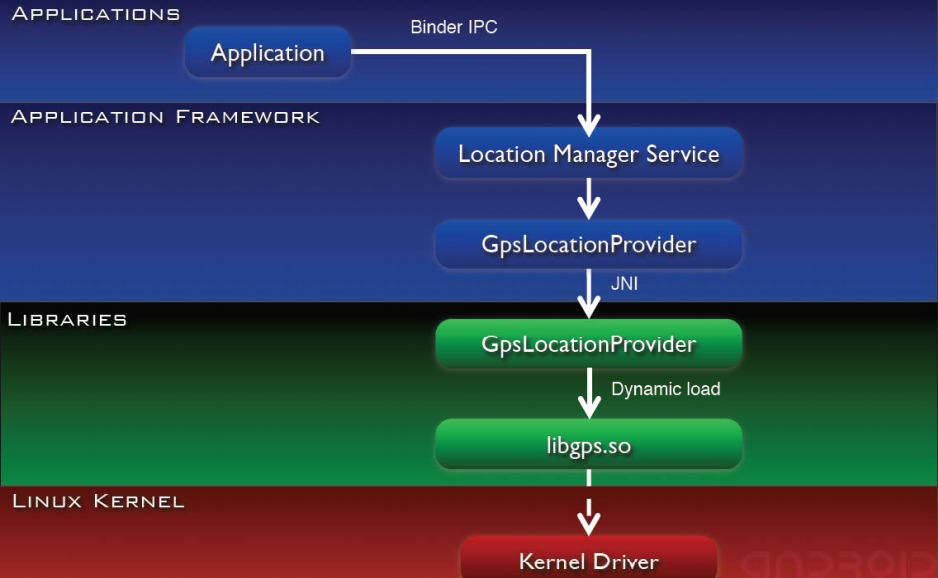 APPLICATIONS
Binder IPC
Application
APPLICATION FRAMEWORK
Location Manager Service
GpsLocationProvider
JNI
LIBRARIES
GpsLocationProvider
Dynamic load
libgps.so
LINUX KERNEL
Kernel Driver
ANDROID